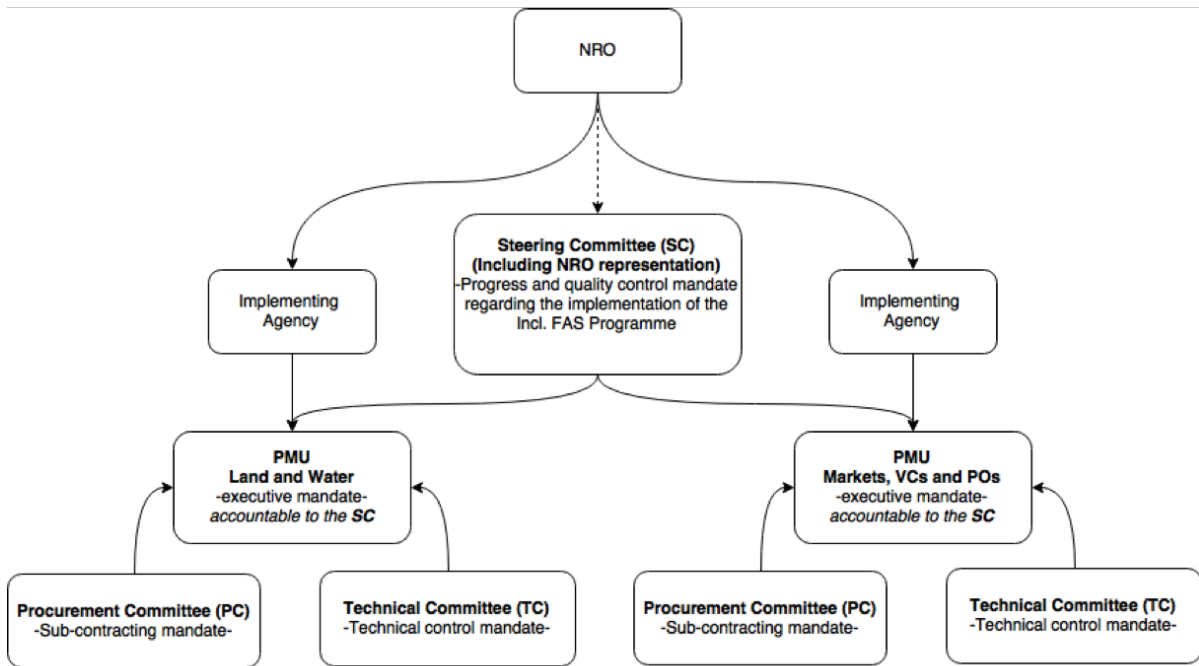 NRO
Steering Committee (SC)
(Including NRO representation)
-Progress and quality control mandate
regarding the implementation of the
Incl. FAS Programme
Implementing
Agency
Implementing
Agency
PMU
Land and Water
-executive mandate-
accountable to the SC
PMU
Markets, VCs and POs
-executive mandate-
accountable to the SC
Procurement Committee (PC)
-Sub-contracting mandate-
Technical Committee (TC)
-Technical control mandate-
Procurement Committee (PC)
-Sub-contracting mandate-
Technical Committee (TC)
-Technical control mandate-